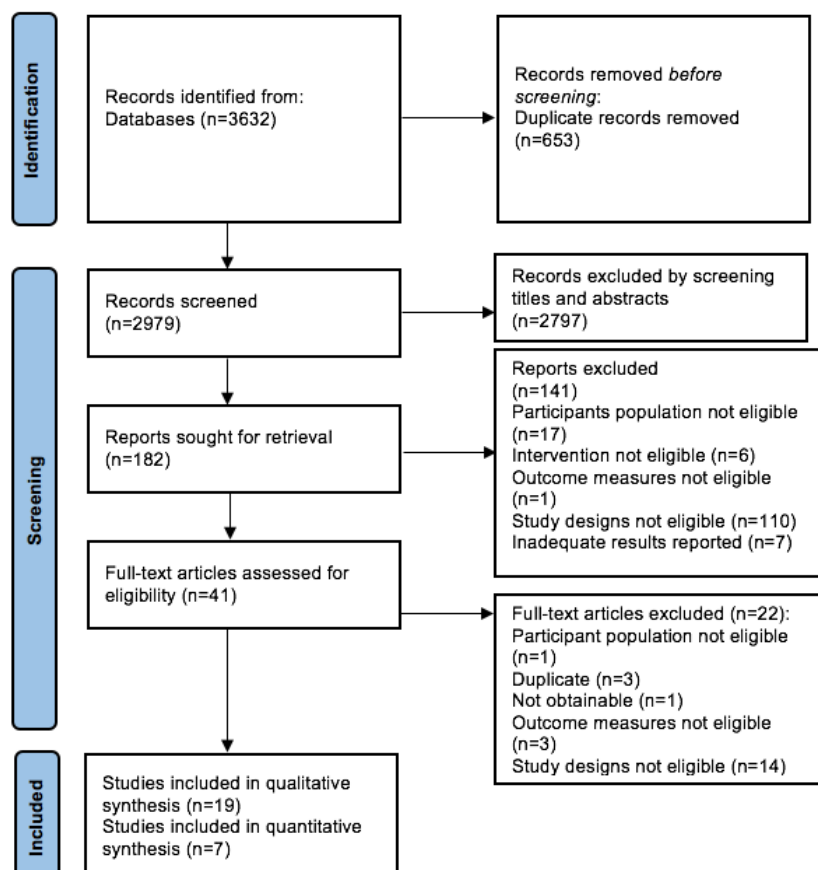 Identification
Records identified from:
Databases (n=3632)
Records removed before
screening:
Duplicate records removed
(n=653)
Screening
Records screened
(n=2979)
Records excluded by screening
titles and abstracts
(n=2797)
Reports sought for retrieval
(n=182)
Reports excluded
(n=141)
Participants population not eligible
(n=17)
Intervention not eligible (n=6)
Outcome measures not eligible
(n=1)
Study designs not eligible (n=110)
Inadequate results reported (n=7)
Full-text articles assessed for
eligibility (n=41)
Full-text articles excluded (n=22):
Participant population not eligible
(n=1)
Duplicate (n=3)
Not obtainable (n=1)
Outcome measures not eligible
(n=3)
Study designs not eligible (n=14)
Included
Studies included in qualitative
synthesis (n=19)
Studies included in quantitative
synthesis (n=7)